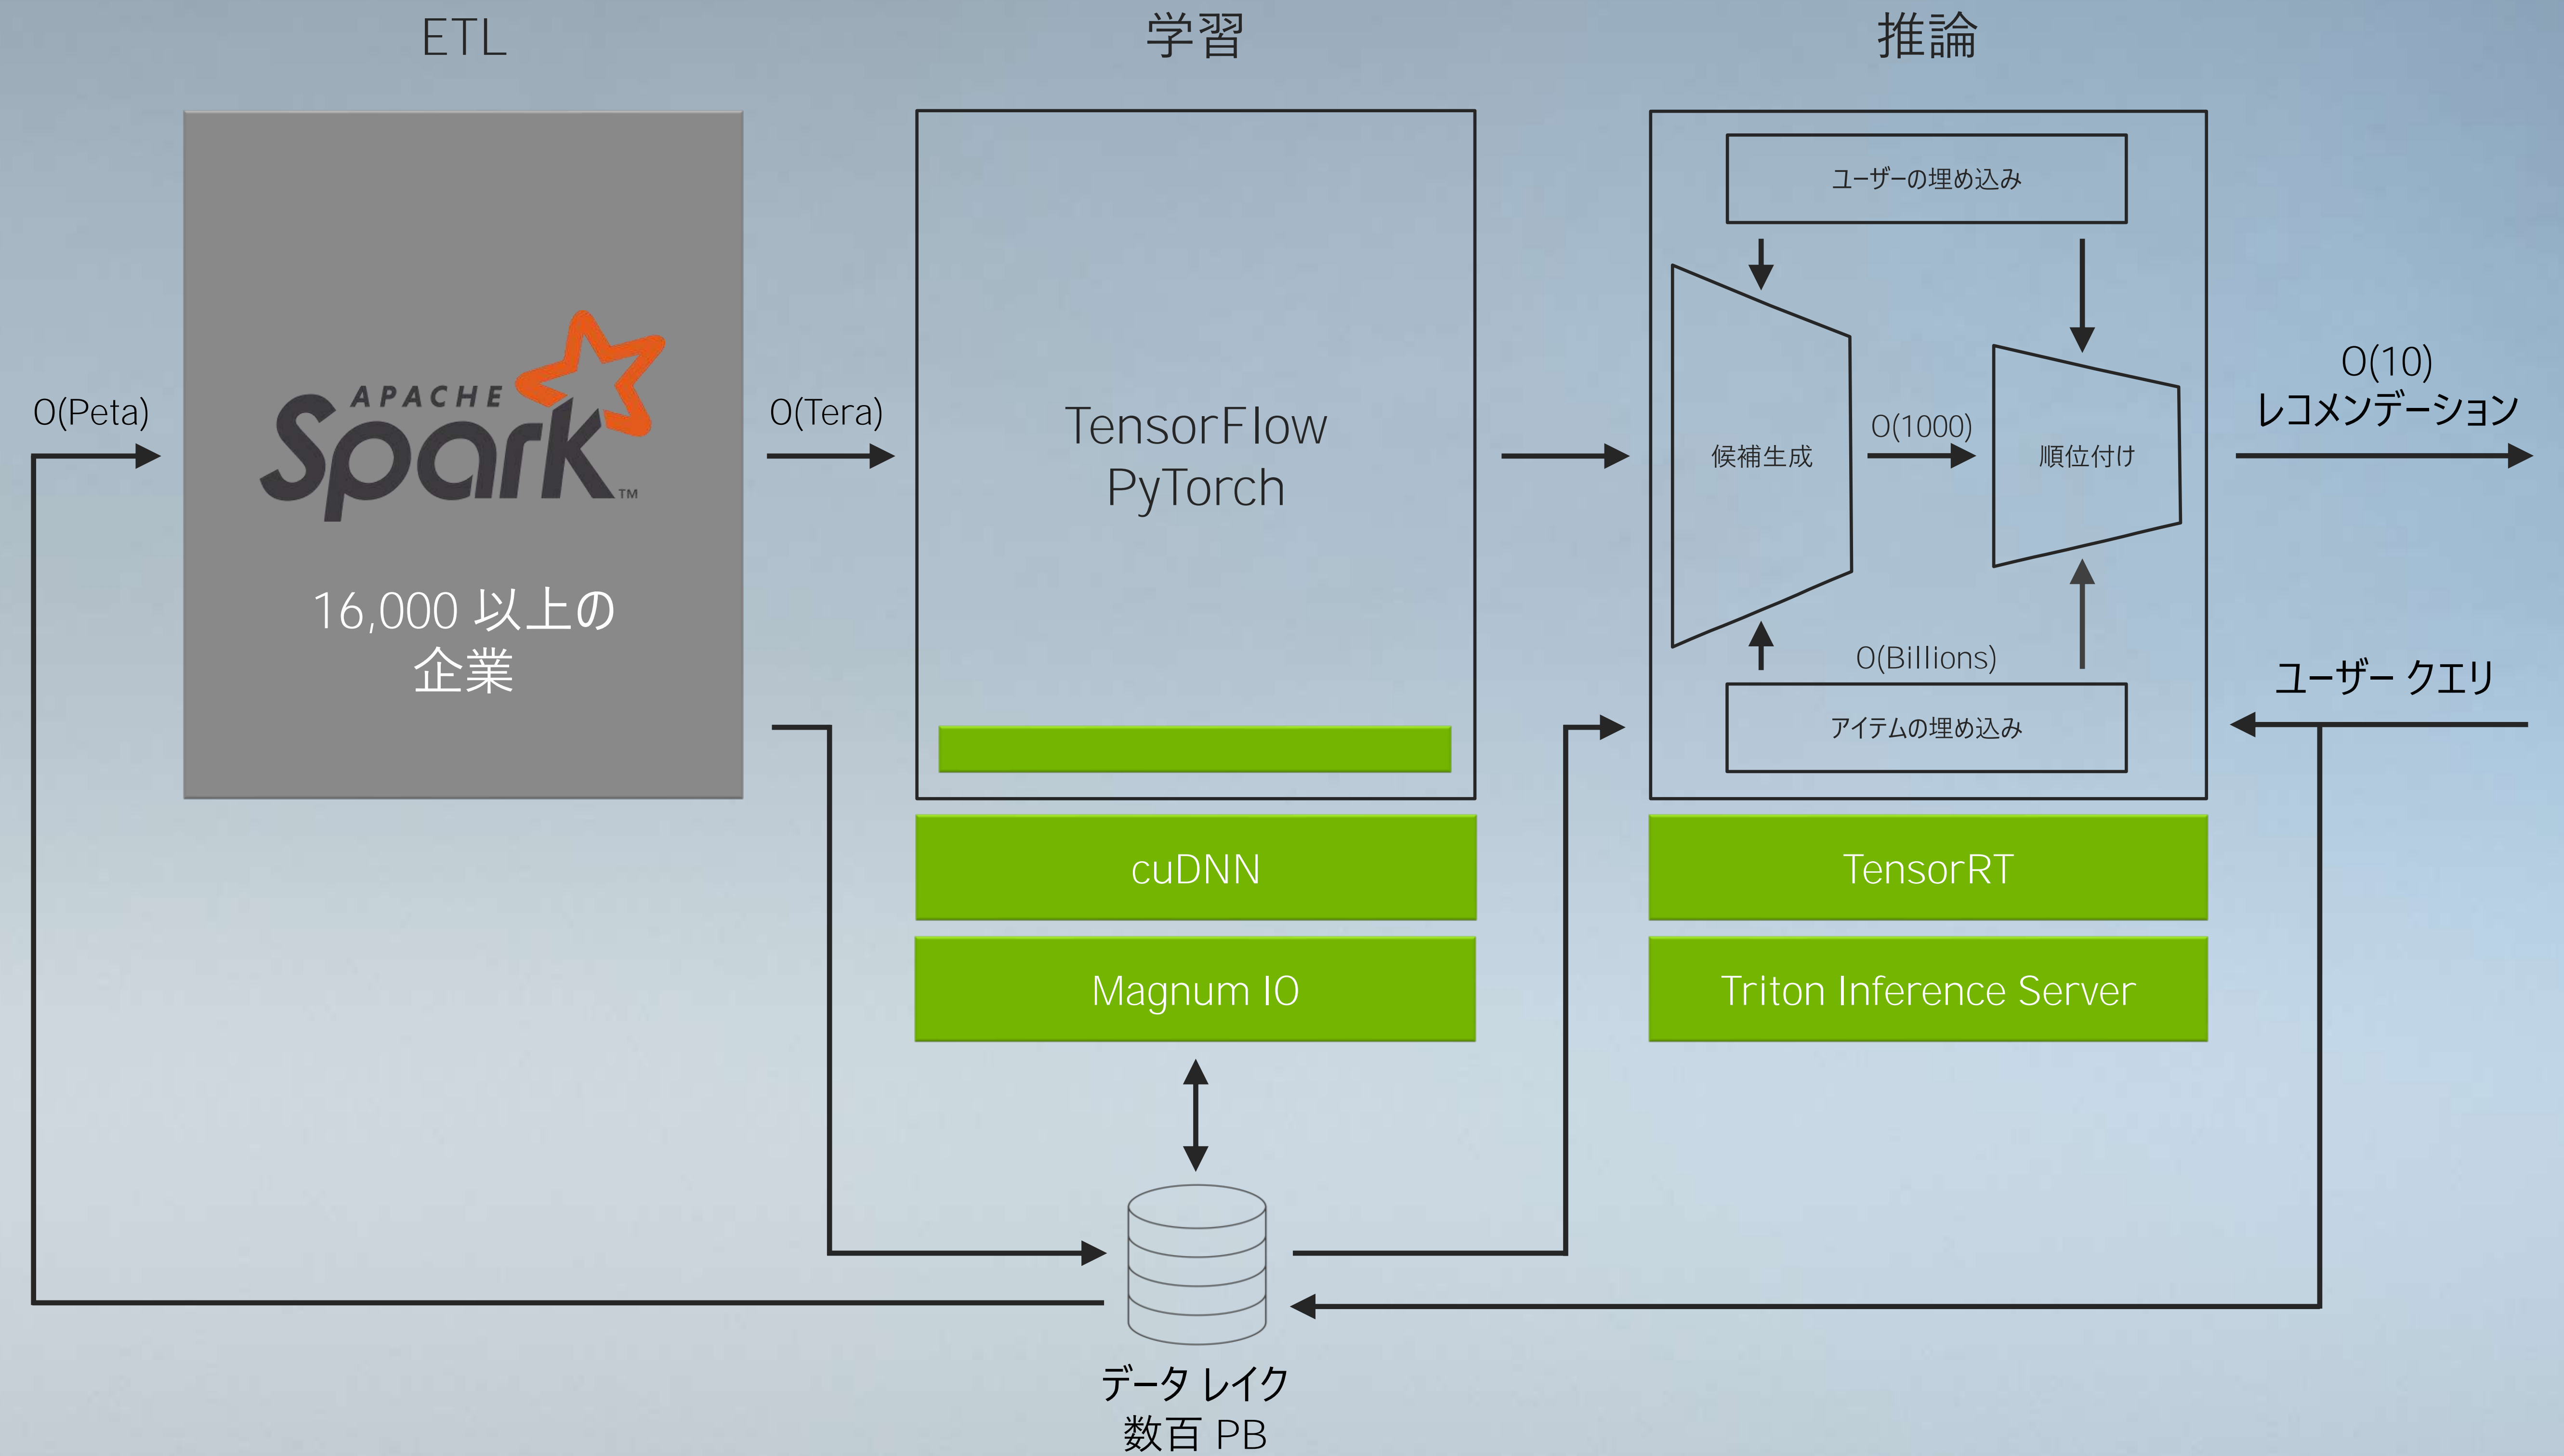 ETL
学習
推論
O(Peta)
APACHE
Spark™
16,000 以上の
企業
O(Tera)
TensorFlow
PyTorch
cuDNN
Magnum IO
ユーザーの埋め込み
候補生成
O(1000)
順位付け
O(Billions)
アイテムの埋め込み
TensorRT
Triton Inference Server
O(10)
レコメンデーション
ユーザー クエリ
データ レイク
数百 PB